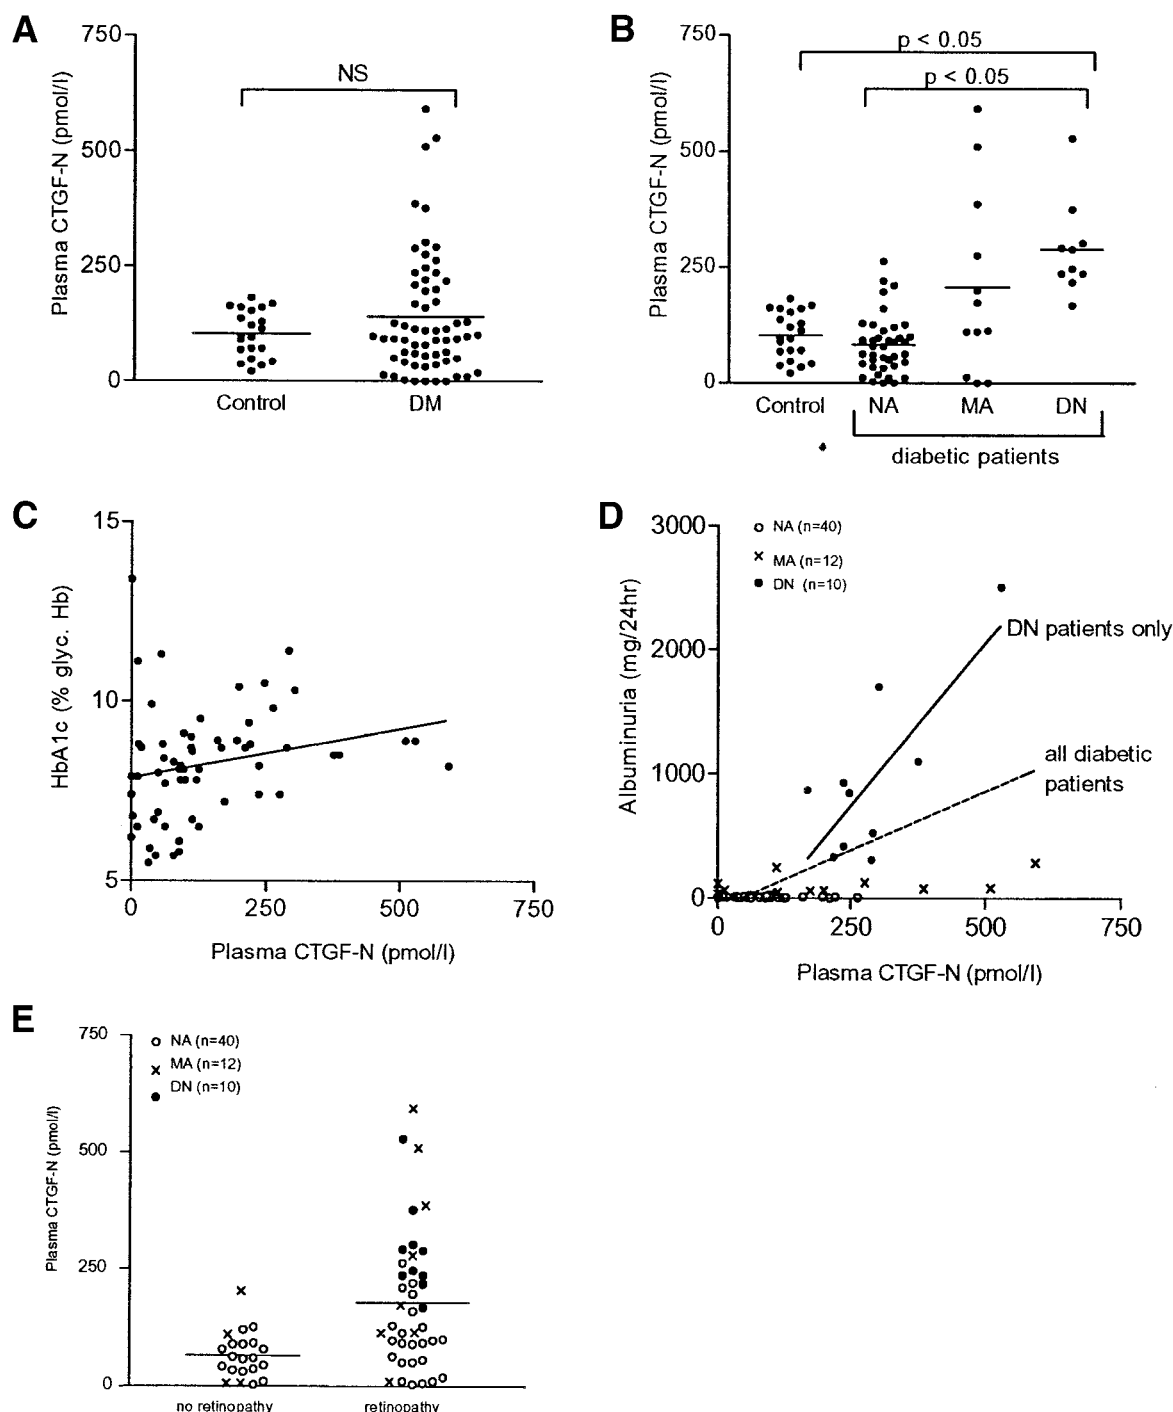 A
750
500
250
0
Plasma CTGF-N (pmol/l)
NS
Control DM
B
750
500
250
0
Plasma CTGF-N (pmol/l)
p < 0.05
p < 0.05
Control NA MA DN
diabetic patients
C
15
10
5
HbA1c (% glyc. Hb)
0 250 500 750
Plasma CTGF-N (pmol/l)
D
3000
2000
1000
0
Albuminuria (mg/24hr)
NA (n=40)
MA (n=12)
DN (n=10)
DN patients only
all diabetic
patients
0 250 500 750
Plasma CTGF-N (pmol/l)
E
750
500
250
0
Plasma CTGF-N (pmol/l)
NA (n=40)
MA (n=12)
DN (n=10)
no retinopathy retinopathy